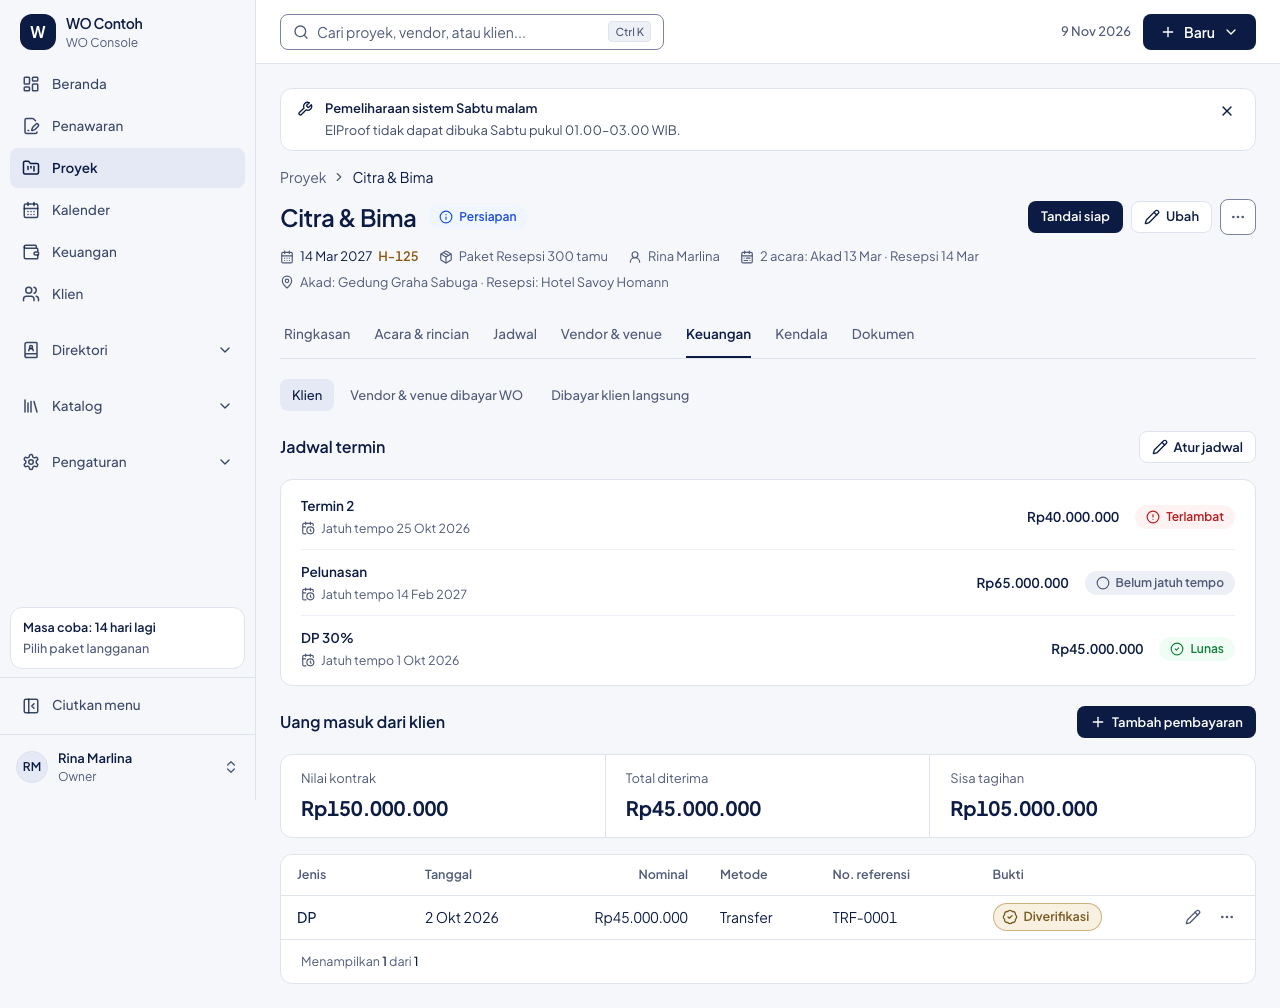 W
WO Contoh
WO Console
Beranda
Penawaran
Proyek
Kalender
Keuangan
Klien
Direktori
Katalog
Pengaturan
Masa coba: 14 hari lagi
Pilih paket langganan
Ciutkan menu
RM
Rina Marlina
Owner
Cari proyek, vendor, atau klien...
Ctrl K
9 Nov 2026
Baru
Pemeliharaan sistem Sabtu malam
ElProof tidak dapat dibuka Sabtu pukul 01.00–03.00 WIB.
Proyek > Citra & Bima
Citra & Bima
Persiapan
Tandai siap
Ubah
14 Mar 2027 H-125
Paket Resepsi 300 tamu
Rina Marlina
2 acara: Akad 13 Mar · Resepsi 14 Mar
Akad: Gedung Graha Sabuga · Resepsi: Hotel Savoy Homann
Ringkasan
Acara & rincian
Jadwal
Vendor & venue
Keuangan
Kendala
Dokumen
Klien
Vendor & venue dibayar WO
Dibayar klien langsung
Jadwal termin
Atur jadwal
Termin 2
Jatuh tempo 25 Okt 2026
Rp40.000.000
Terlambat
Pelunasan
Jatuh tempo 14 Feb 2027
Rp65.000.000
Belum jatuh tempo
DP 30%
Jatuh tempo 1 Okt 2026
Rp45.000.000
Lunas
Uang masuk dari klien
Tambah pembayaran
Nilai kontrak
Rp150.000.000
Total diterima
Rp45.000.000
Sisa tagihan
Rp105.000.000
Jenis Tanggal Nominal Metode No. referensi Bukti
DP 2 Okt 2026 Rp45.000.000 Transfer TRF-0001 Diverifikasi
Menampilkan 1 dari 1